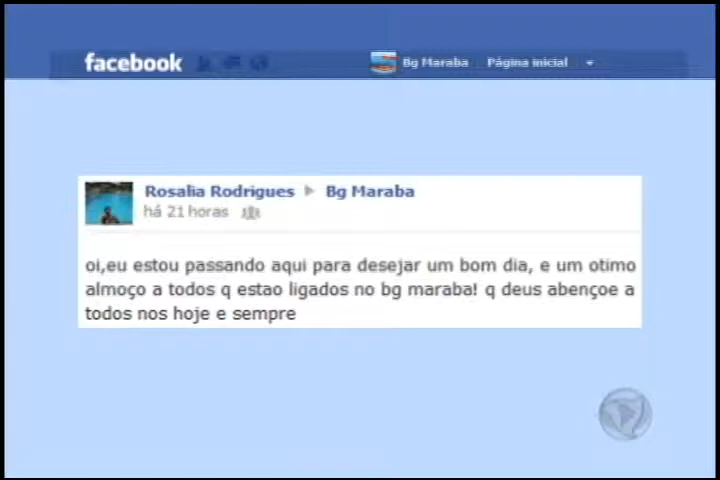 facebook
Bg Maraba Página inicial
Rosalia Rodrigues Bg Maraba
há 21 horas
oi,eu estou passando aqui para desejar um bom dia, e um otimo
almoço a todos q estao ligados no bg maraba! q deus abençoe a
todos nos hoje e sempre